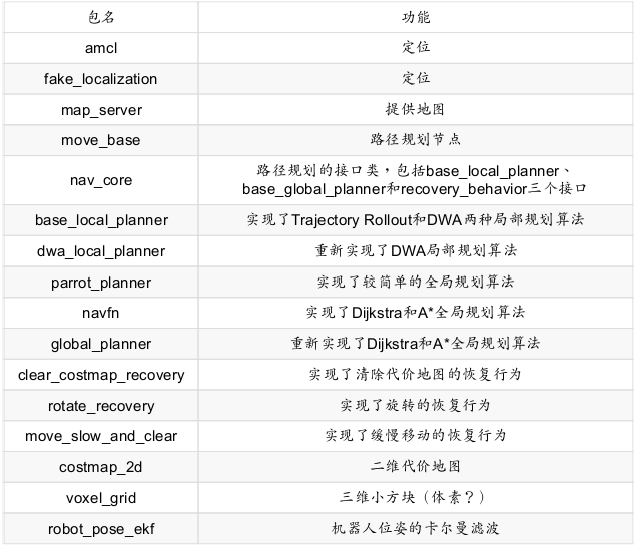 包名 功能
amcl 定位
fake_localization 定位
map_server 提供地图
move_base 路径规划节点
nav_core 路径规划的接口类，包括base_local_planner、
base_global_planner和recovery_behavior三个接口
base_local_planner 实现了Trajectory Rollout和DWA两种局部规划算法
dwa_local_planner 重新实现了DWA局部规划算法
parrot_planner 实现了较简单的全局规划算法
navfn 实现了Dijkstra和A*全局规划算法
global_planner 重新实现了Dijkstra和A*全局规划算法
clear_costmap_recovery 实现了清除代价地图的恢复行为
rotate_recovery 实现了旋转的恢复行为
move_slow_and_clear 实现了缓慢移动的恢复行为
costmap_2d 二维代价地图
voxel_grid 三维小方块（体素？）
robot_pose_ekf 机器人位姿的卡尔曼滤波